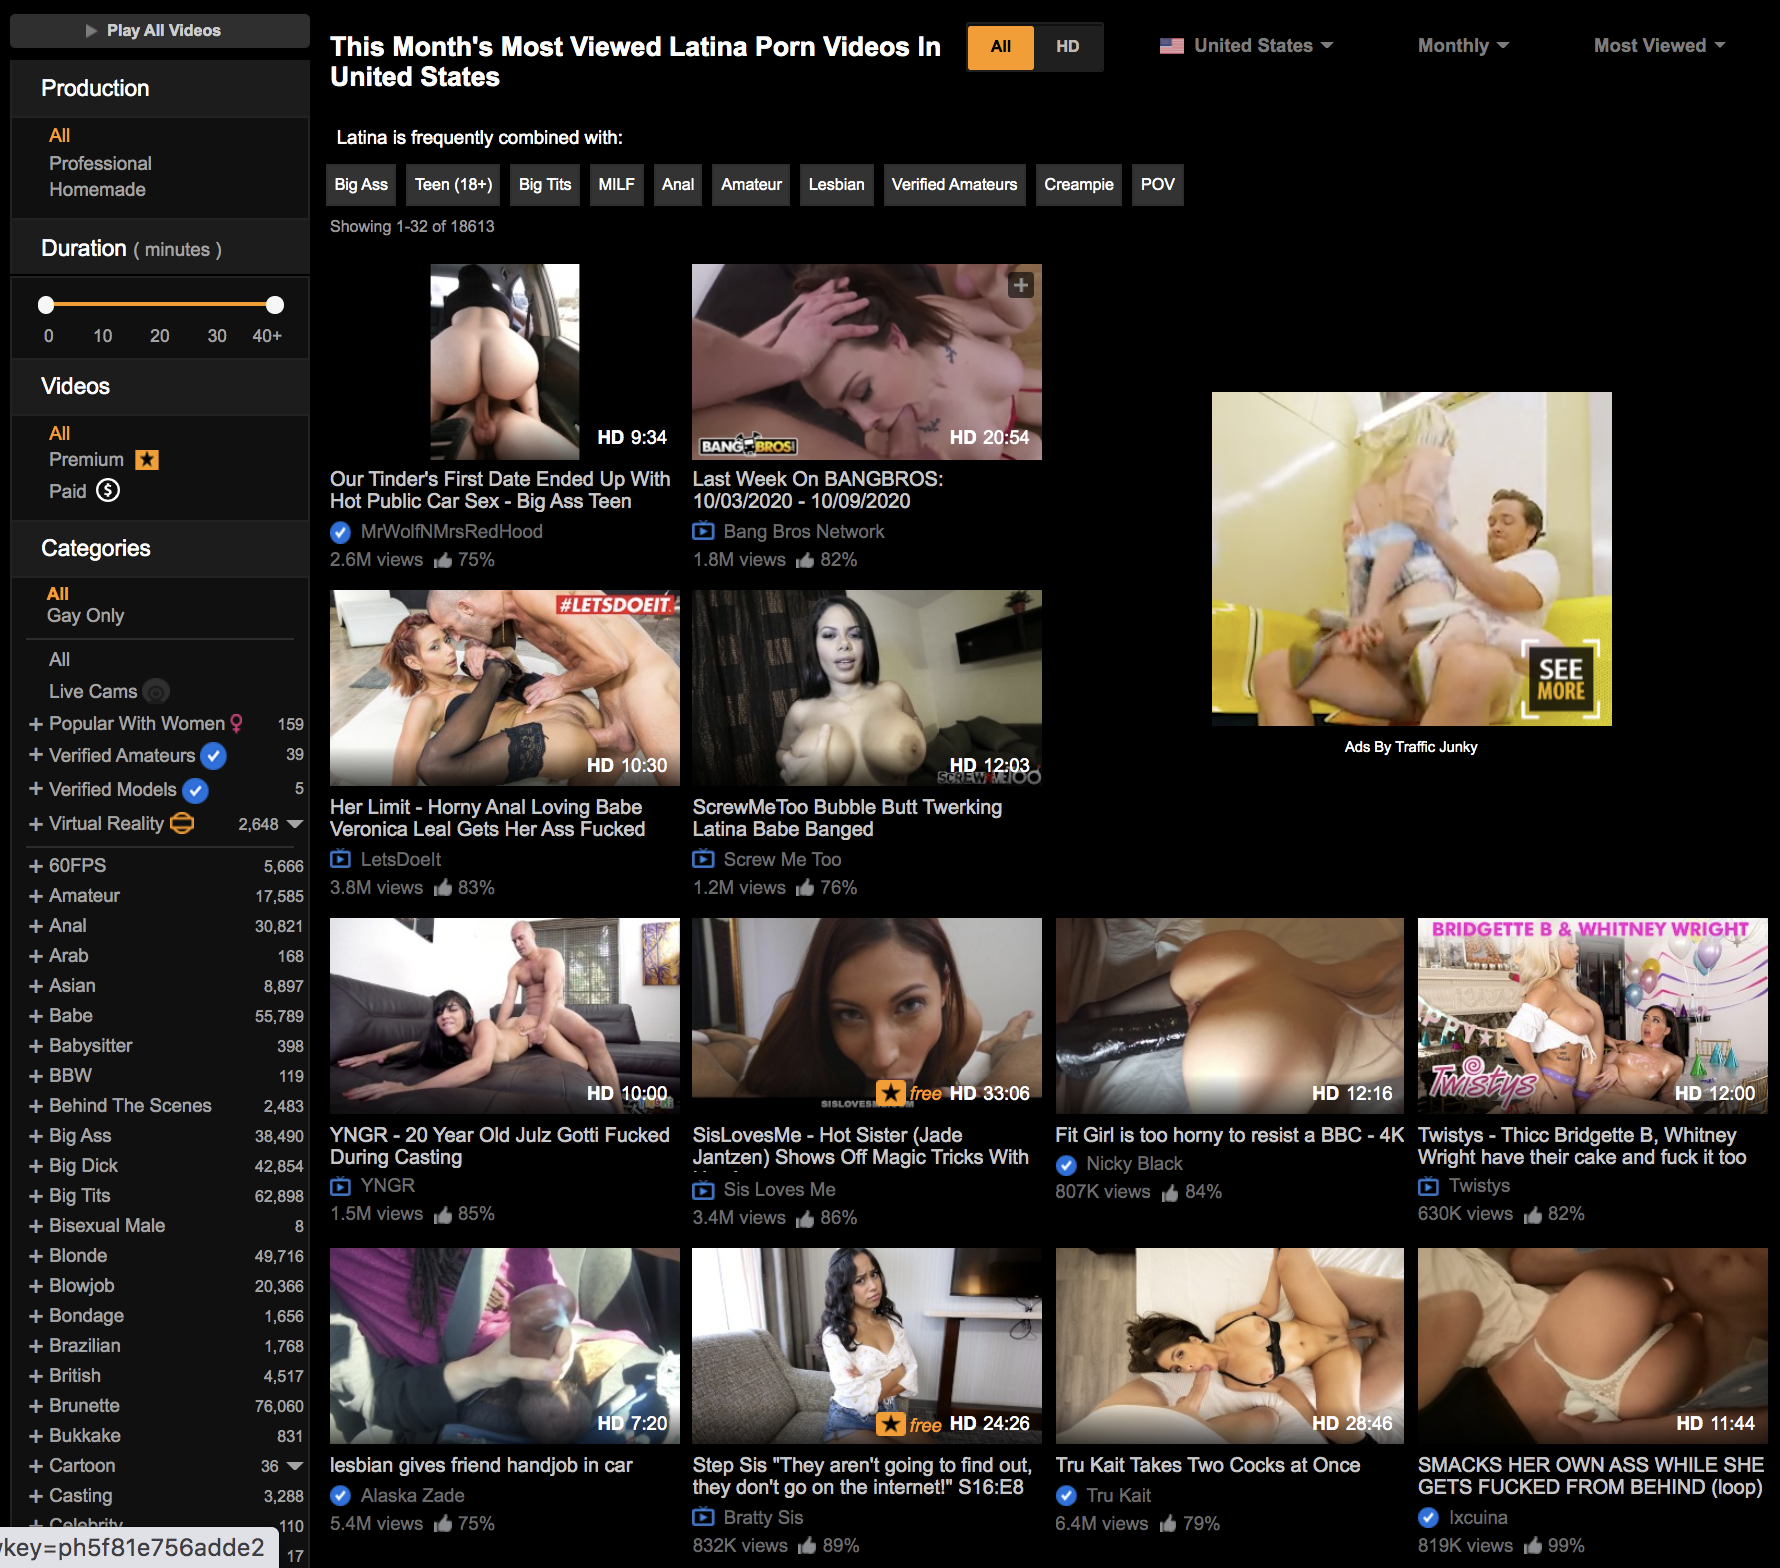 Play All Videos
Production
All
Professional
Homemade
Duration ( minutes )
0 10 20 30 40+
Videos
All
Premium
Paid
Categories
All
Gay Only
All
Live Cams
Popular With Women 159
Verified Amateurs 39
Verified Models 5
Virtual Reality 2,648
60FPS 5,666
Amateur 17,585
Anal 30,821
Arab 168
Asian 8,897
Babe 55,789
Babysitter 398
BBW 119
Behind The Scenes 2,483
Big Ass 38,490
Big Dick 42,854
Big Tits 62,898
Bisexual Male 8
Blonde 49,716
Blowjob 20,366
Bondage 1,656
Brazilian 1,768
British 4,517
Brunette 76,060
Bukkake 831
Cartoon 36
Casting 3,288
Celebrity 110
17
key=ph5f81e756adde2
This Month's Most Viewed Latina Porn Videos In
United States
All HD
United States
Monthly
Most Viewed
Latina is frequently combined with:
Big Ass Teen (18+) Big Tits MILF Anal Amateur Lesbian Verified Amateurs Creampie POV
Showing 1-32 of 18613
HD 9:34
Our Tinder's First Date Ended Up With
Hot Public Car Sex - Big Ass Teen
MrWolfNMrsRedHood
2.6M views 75%
BANG BROS
HD 20:54
Last Week On BANGBROS:
10/03/2020 - 10/09/2020
Bang Bros Network
1.8M views 82%
SEE
MORE
Ads By Traffic Junky
#LETSDOEIT
HD 10:30
Her Limit - Horny Anal Loving Babe
Veronica Leal Gets Her Ass Fucked
LetsDoeIt
3.8M views 83%
HD 12:03
SCREWMETOO
ScrewMeToo Bubble Butt Twerking
Latina Babe Banged
Screw Me Too
1.2M views 76%
HD 10:00
YNGR - 20 Year Old Julz Gotti Fucked
During Casting
YNGR
1.5M views 85%
free HD 33:06
SisLovesMe - Hot Sister (Jade
Jantzen) Shows Off Magic Tricks With
Sis Loves Me
3.4M views 86%
HD 12:16
Fit Girl is too horny to resist a BBC - 4K
Nicky Black
807K views 84%
BRIDGETTE B & WHITNEY WRIGHT
Twistys
HD 12:00
Twistys - Thicc Bridgette B, Whitney
Wright have their cake and fuck it too
Twistys
630K views 82%
HD 7:20
lesbian gives friend handjob in car
Alaska Zade
5.4M views 75%
free HD 24:26
Step Sis "They aren't going to find out,
they don't go on the internet!" S16:E8
Bratty Sis
832K views 89%
HD 28:46
Tru Kait Takes Two Cocks at Once
Tru Kait
6.4M views 79%
HD 11:44
SMACKS HER OWN ASS WHILE SHE
GETS FUCKED FROM BEHIND (loop)
Ixcuina
819K views 99%